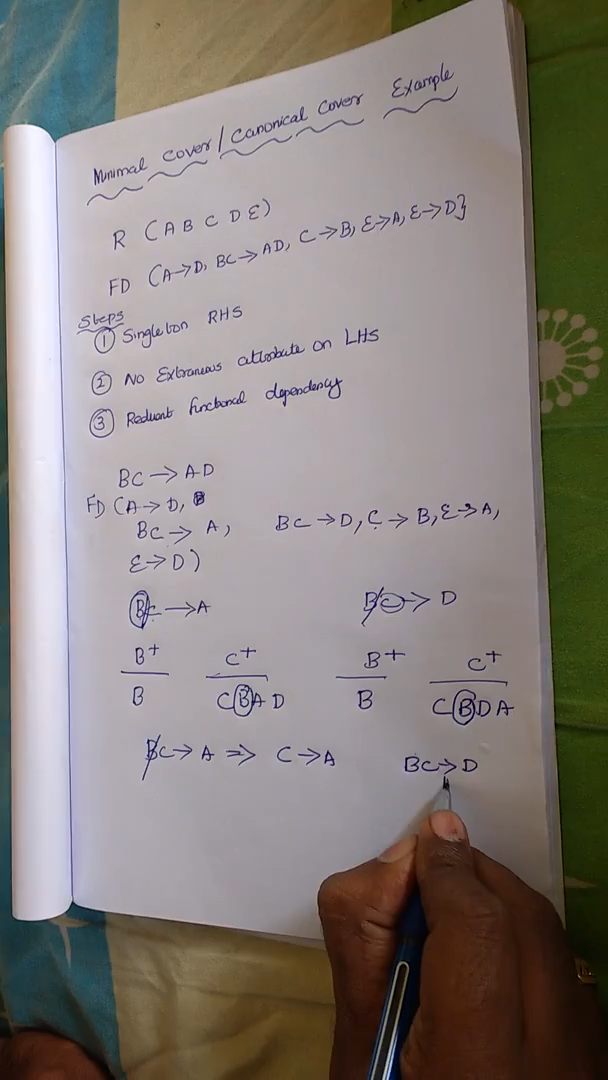 Minimal Cover / Canonical Cover Example
R (A B C D E)
FD (A→D, BC→AD, C→B, E→A, E→D}
Steps
① Singleton RHS
② No Extraneous attribute on LHS
③ Reduent functional dependency
BC → AD
FD (A→D, B
BC → A, BC → D, C → B, E→A,
E→D)
BC → A BC → D
B+ C+ B+ C+
B CBAD B CBDA
BC → A ⇒ C → A BC → D